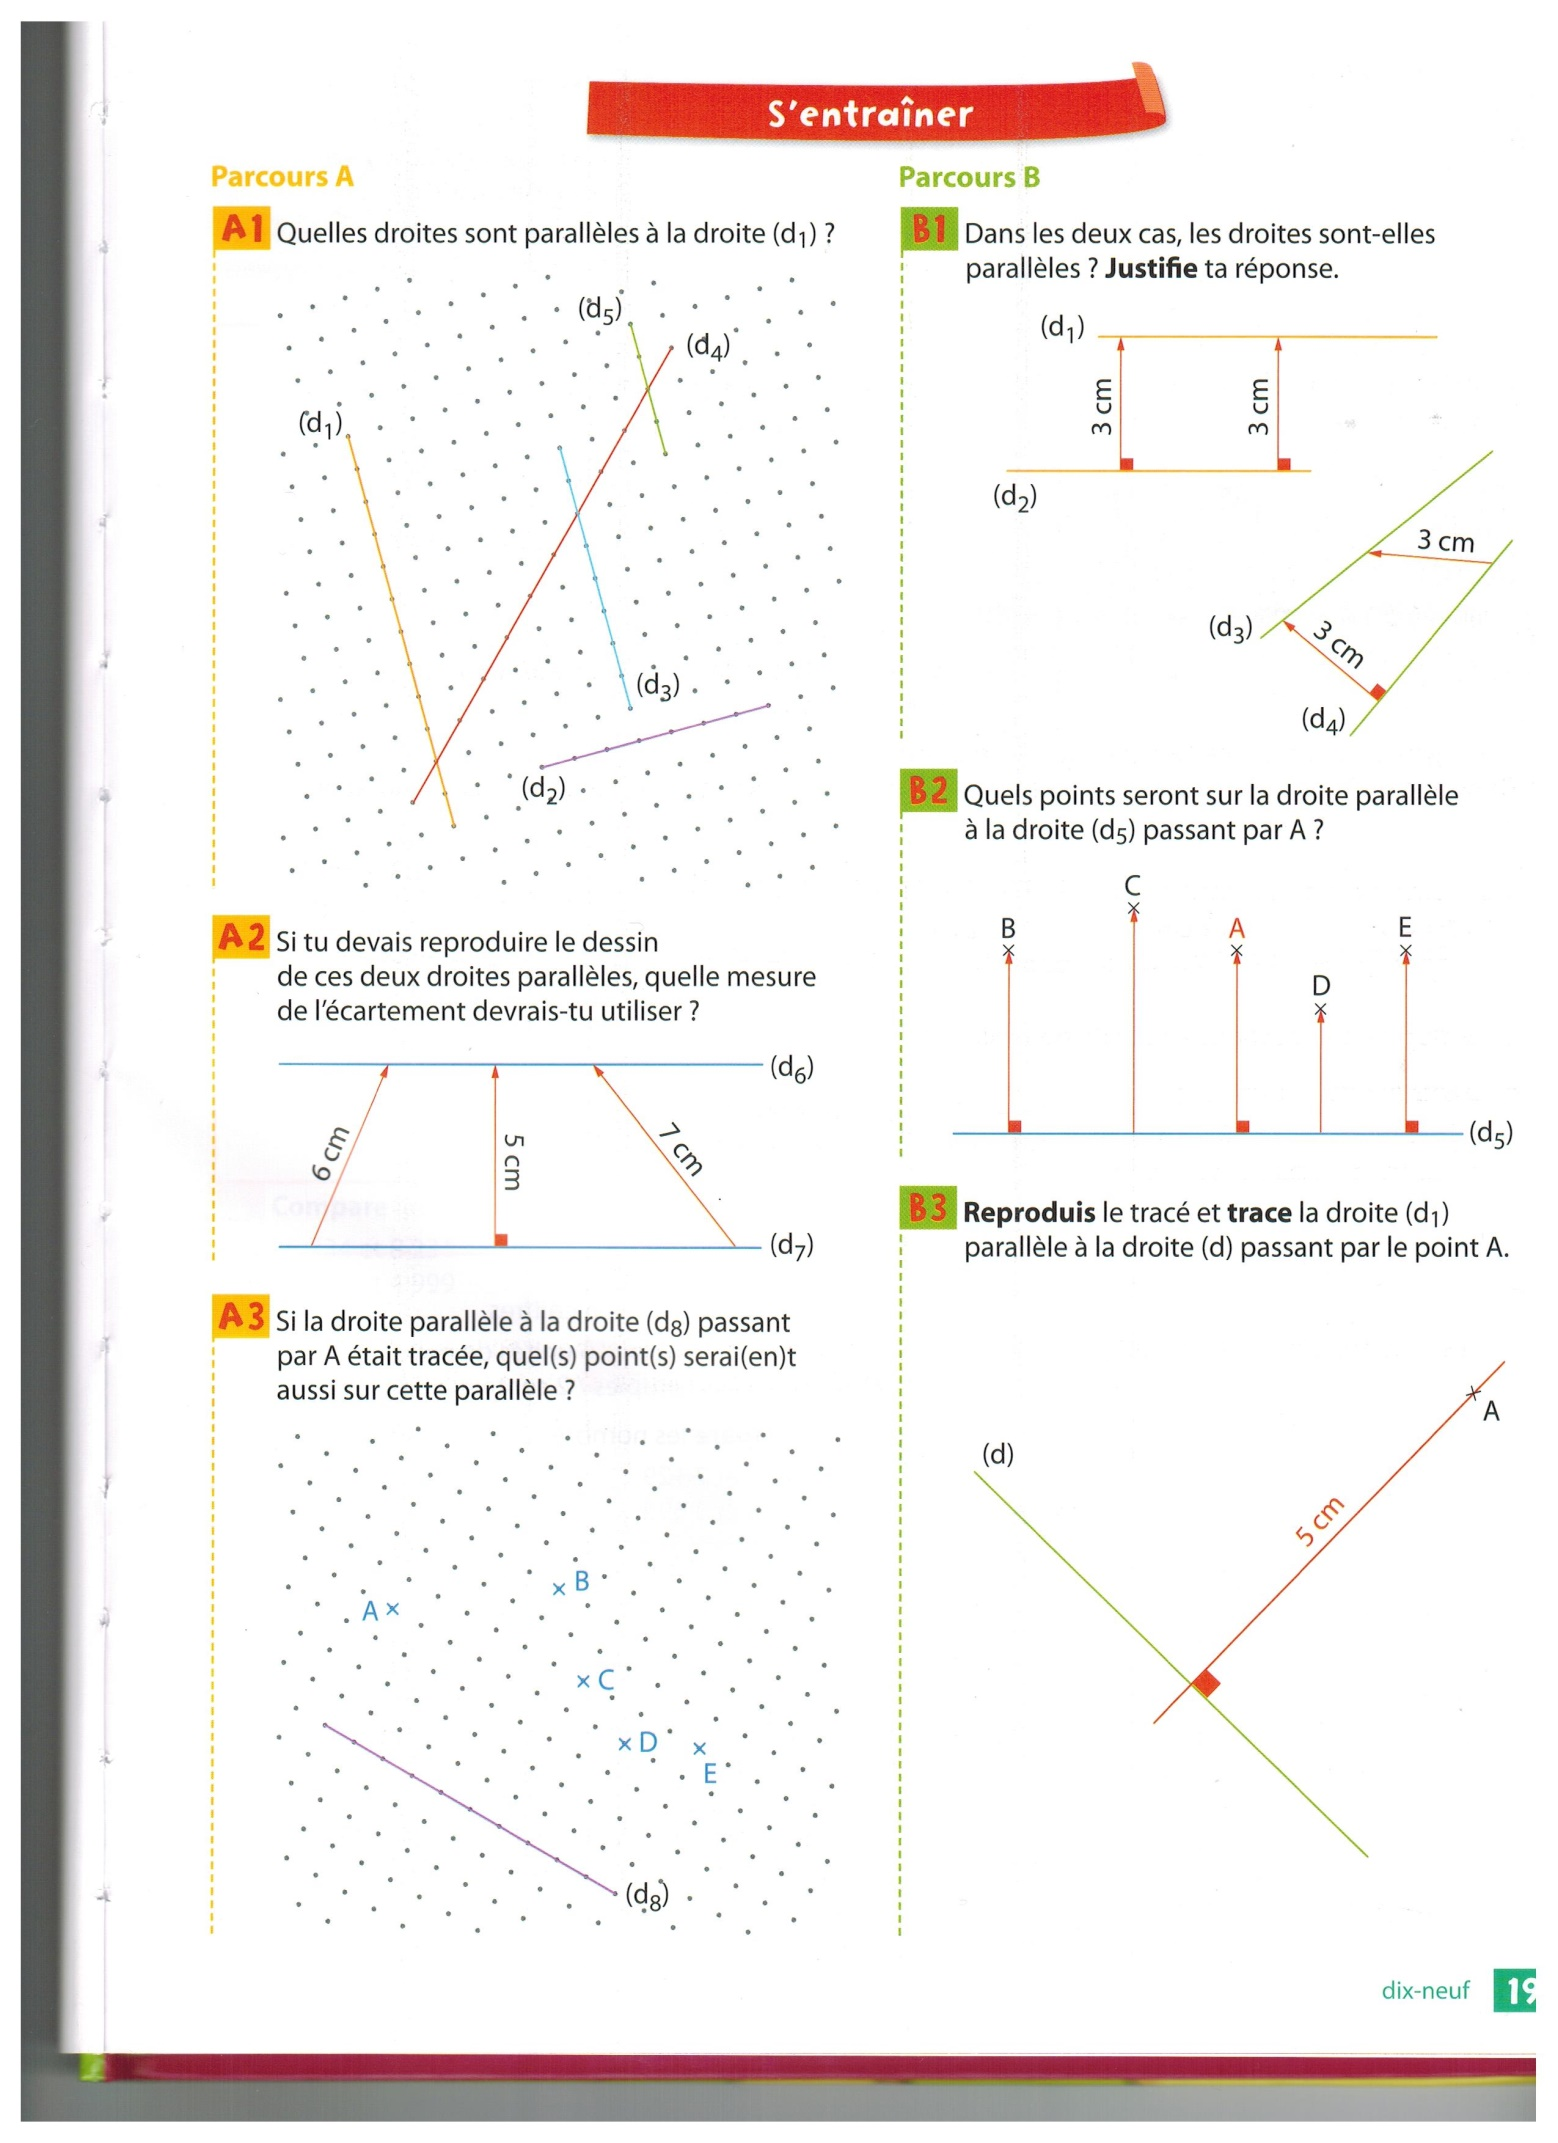 S'entraîner
Parcours A
A1 Quelles droites sont parallèles à la droite (d₁) ?
(d₅)
(d₄)
(d₁)
(d₃)
(d₂)
A2 Si tu devais reproduire le dessin
de ces deux droites parallèles, quelle mesure
de l'écartement devrais-tu utiliser ?
(d₆)
6 cm
5 cm
7 cm
(d₇)
A3 Si la droite parallèle à la droite (d₈) passant
par A était tracée, quel(s) point(s) serai(en)t
aussi sur cette parallèle ?
B
A
C
D
E
(d₈)
Parcours B
B1 Dans les deux cas, les droites sont-elles
parallèles ? Justifie ta réponse.
(d₁)
3 cm
3 cm
(d₂)
3 cm
(d₃)
3 cm
(d₄)
B2 Quels points seront sur la droite parallèle
à la droite (d₅) passant par A ?
C
B
A
E
D
(d₅)
B3 Reproduis le tracé et trace la droite (d₁)
parallèle à la droite (d) passant par le point A.
A
(d)
5 cm
dix-neuf 19